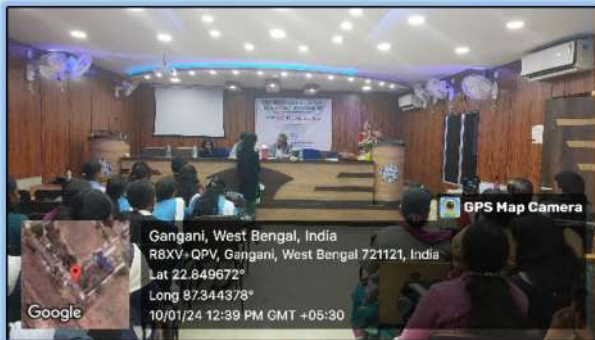 GPS Map Camera
Gangani, West Bengal, India
R8XV+QPV, Gangani, West Bengal 721121, India
Lat 22.849672°
Long 87.344378°
10/01/24 12:39 PM GMT +05:30
Google